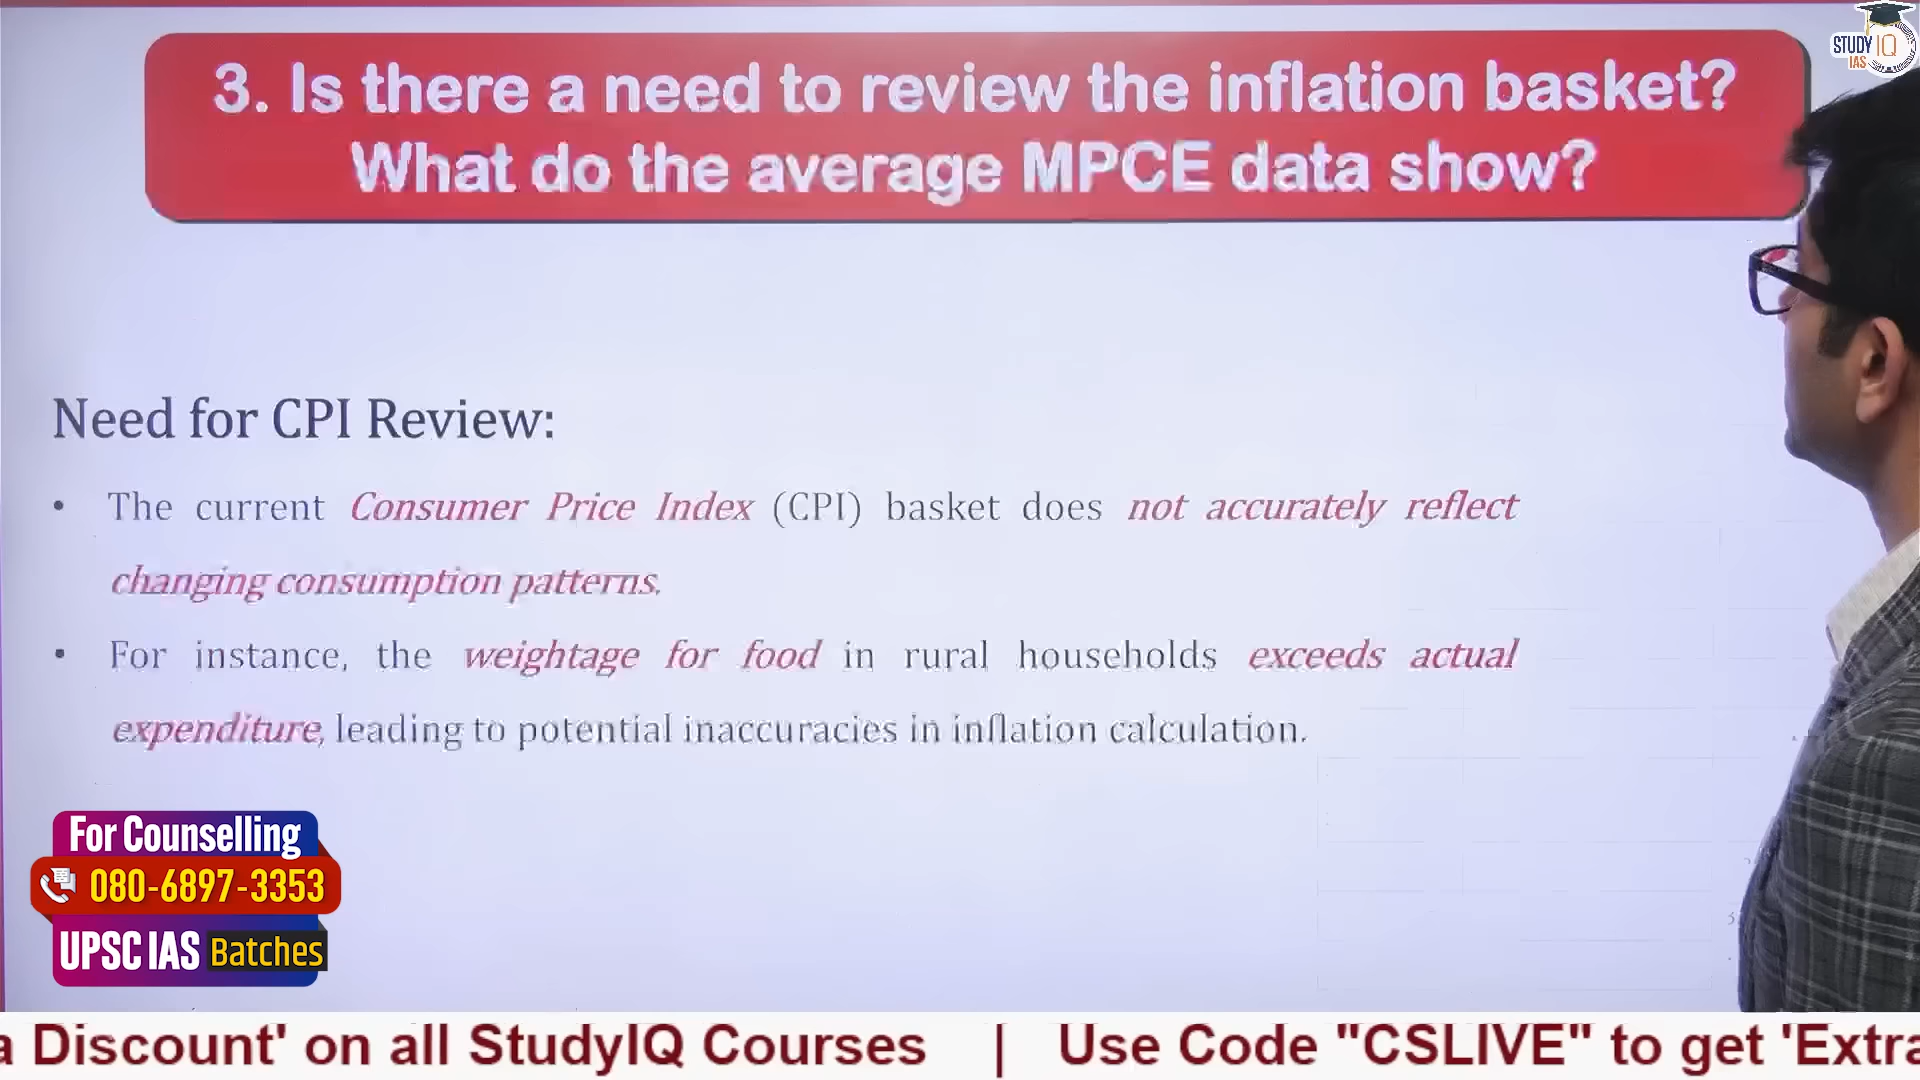 STUDY IQ
IAS
3. Is there a need to review the inflation basket?
What do the average MPCE data show?
Need for CPI Review:
• The current Consumer Price Index (CPI) basket does not accurately reflect
changing consumption patterns.
• For instance, the weightage for food in rural households exceeds actual
expenditure, leading to potential inaccuracies in inflation calculation.
For Counselling
080-6897-3353
UPSC IAS Batches
a Discount' on all StudyIQ Courses | Use Code "CSLIVE" to get 'Extra